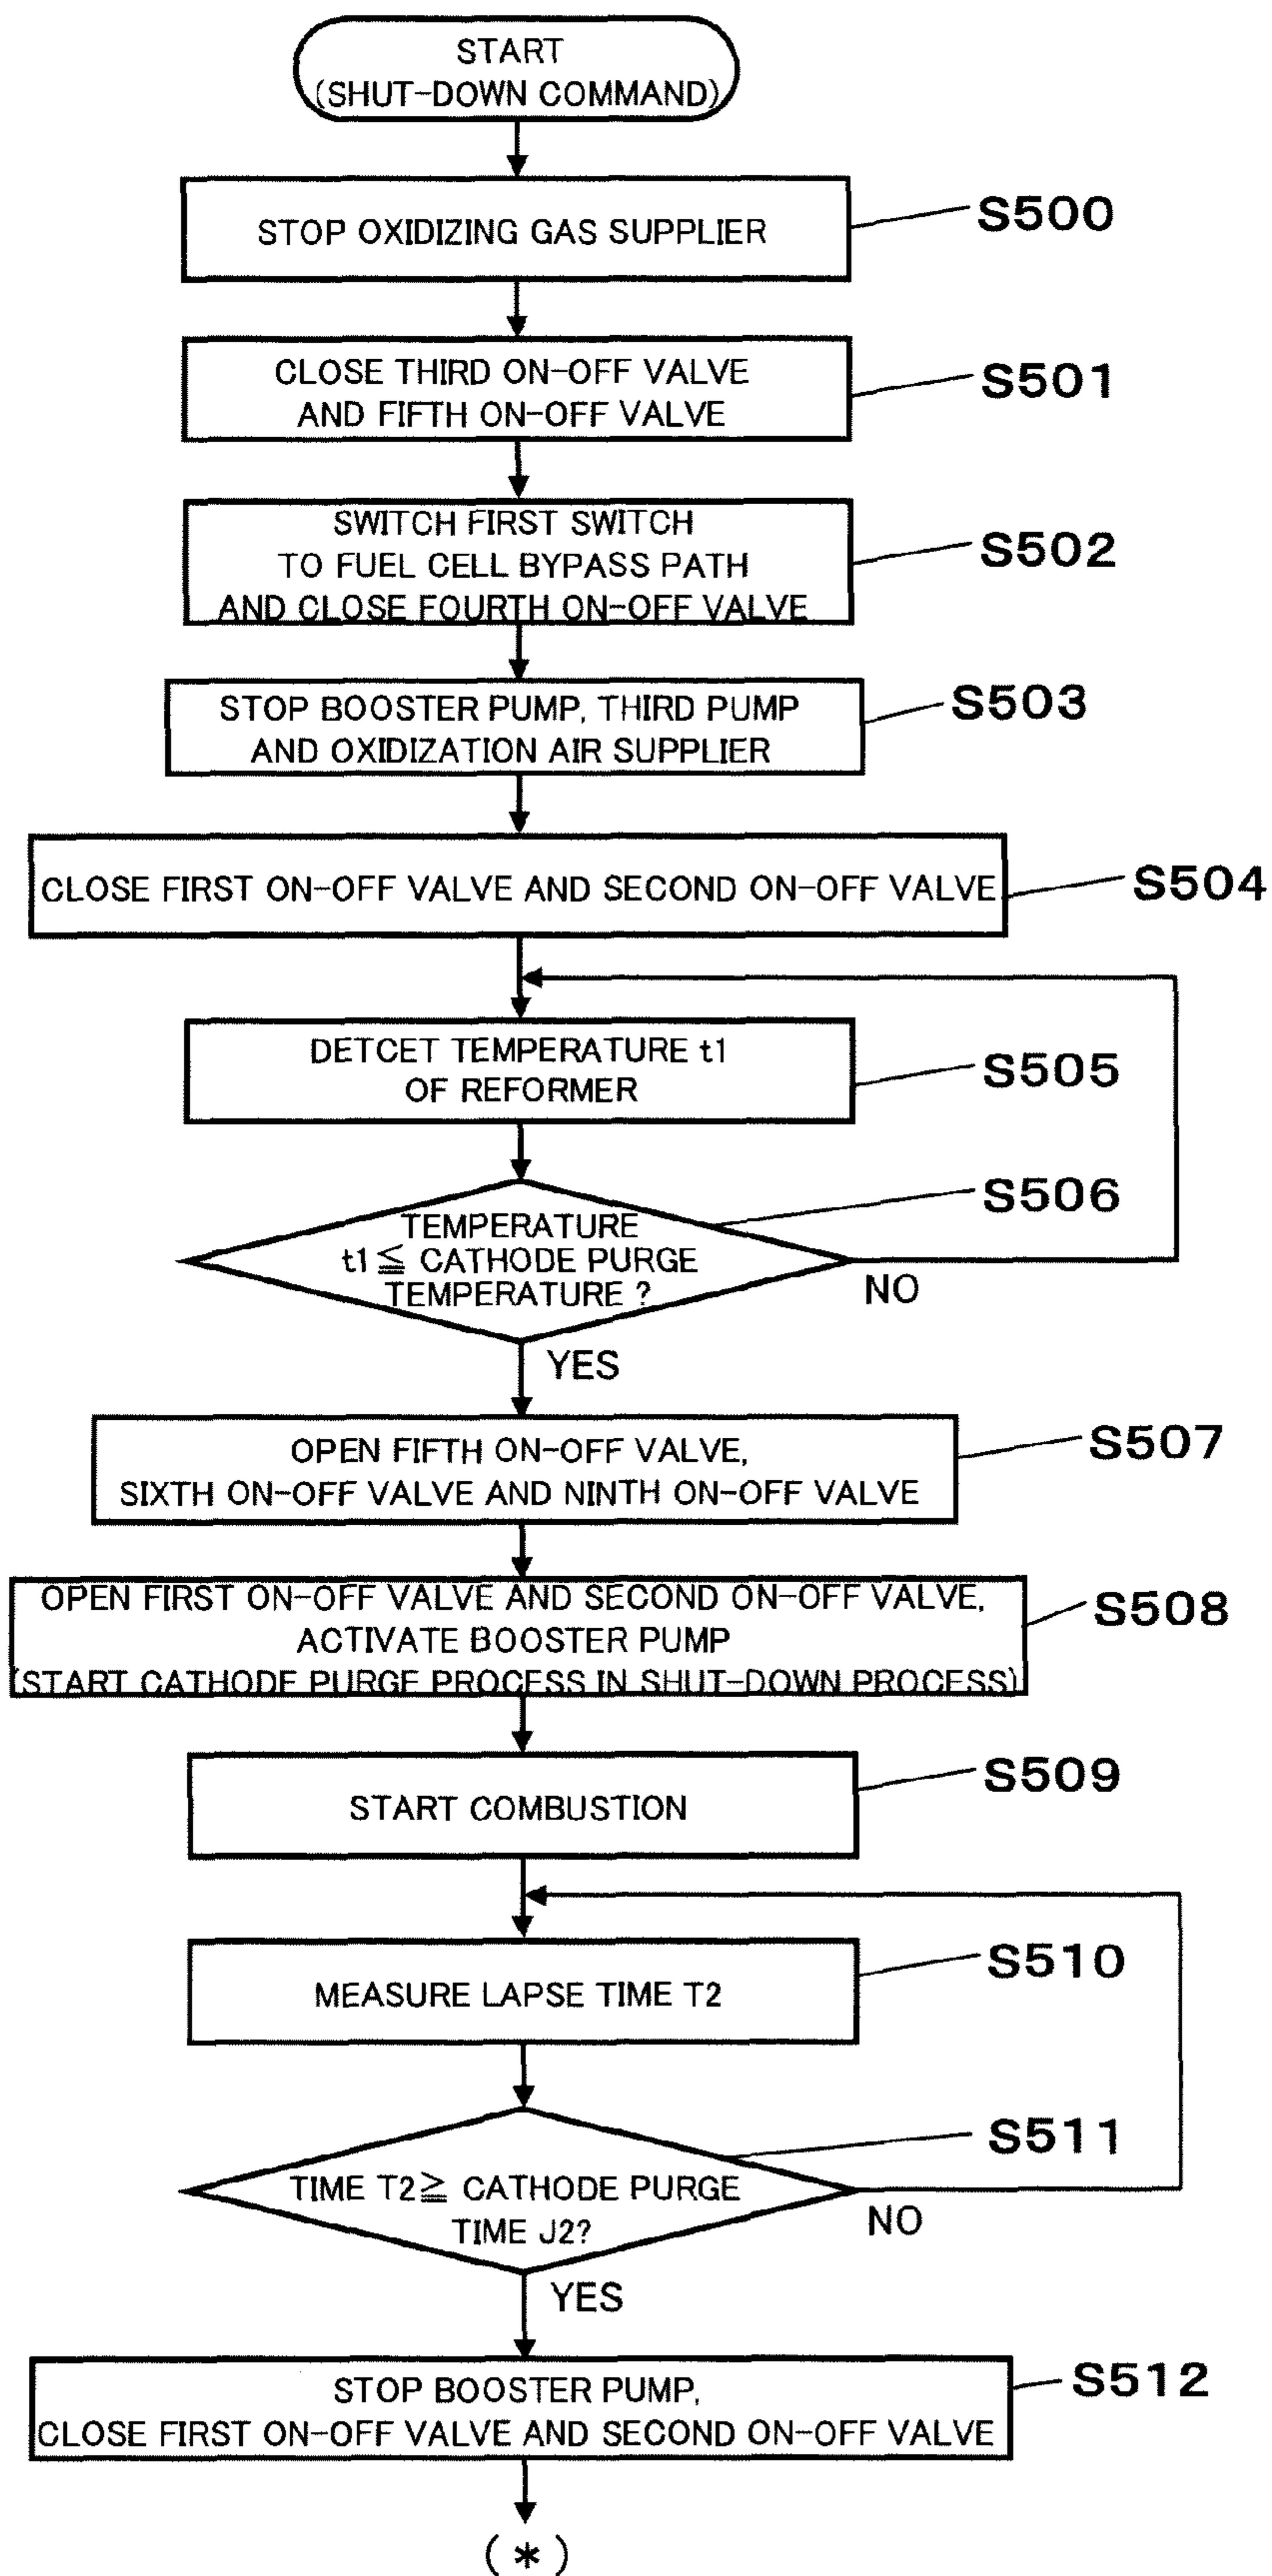 START
(SHUT-DOWN COMMAND)
STOP OXIDIZING GAS SUPPLIER
S500
CLOSE THIRD ON-OFF VALVE
AND FIFTH ON-OFF VALVE
S501
SWITCH FIRST SWITCH
TO FUEL CELL BYPASS PATH
AND CLOSE FOURTH ON-OFF VALVE
S502
STOP BOOSTER PUMP, THIRD PUMP
AND OXIDIZATION AIR SUPPLIER
S503
CLOSE FIRST ON-OFF VALVE AND SECOND ON-OFF VALVE
S504
DETCET TEMPERATURE t1
OF REFORMER
S505
TEMPERATURE
t1≦ CATHODE PURGE
TEMPERATURE ?
S506
NO
YES
OPEN FIFTH ON-OFF VALVE,
SIXTH ON-OFF VALVE AND NINTH ON-OFF VALVE
S507
OPEN FIRST ON-OFF VALVE AND SECOND ON-OFF VALVE,
ACTIVATE BOOSTER PUMP
(START CATHODE PURGE PROCESS IN SHUT-DOWN PROCESS)
S508
START COMBUSTION
S509
MEASURE LAPSE TIME T2
S510
TIME T2≧ CATHODE PURGE
TIME J2?
S511
NO
YES
STOP BOOSTER PUMP,
CLOSE FIRST ON-OFF VALVE AND SECOND ON-OFF VALVE
S512
(*)